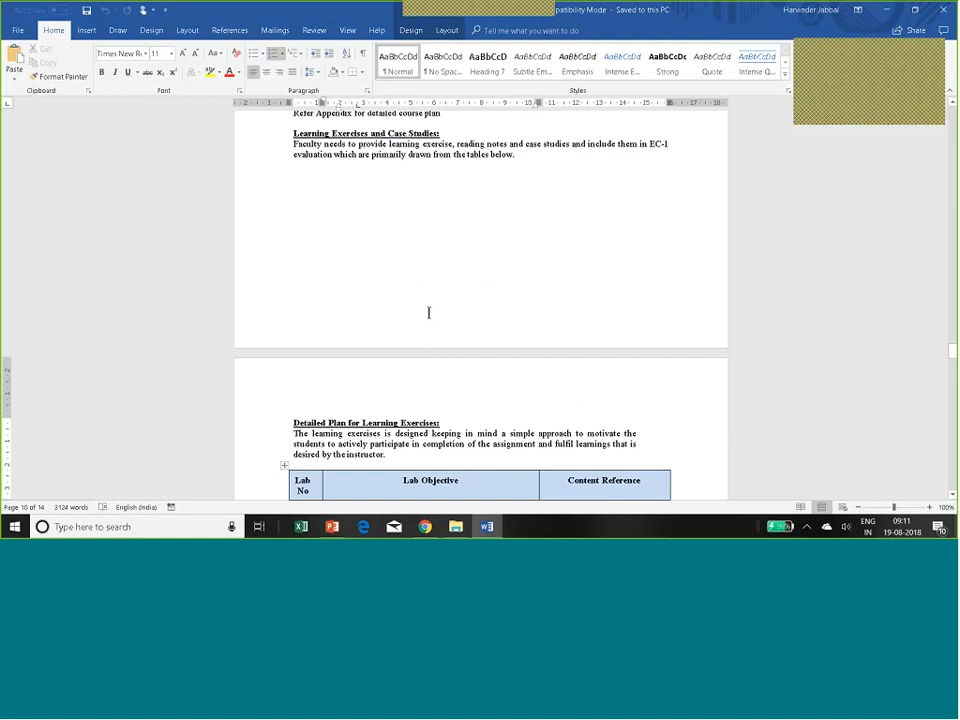 patibility Mode - Saved to this PC
Harvinder Jabbal
File Home Insert Draw Design Layout References Mailings Review View Help Design Layout Tell me what you want to do Share
Paste
Cut
Copy
Format Painter
Clipboard
Times New R 11
Font
Paragraph
AaBbCcDd AaBbCcDd AaBbCcD AaBbCcDd AaBbCcDd AaBbCcDd AaBbCcDc AaBbCcDd AaBbCcDd
¶ Normal ¶ No Spac... Heading 7 Subtle Em... Emphasis Intense E... Strong Quote Intense Q...
Styles
Refer Appendix for detailed course plan
Learning Exercises and Case Studies:
Faculty needs to provide learning exercise, reading notes and case studies and include them in EC-1
evaluation which are primarily drawn from the tables below.
Detailed Plan for Learning Exercises:
The learning exercises is designed keeping in mind a simple approach to motivate the
students to actively participate in completion of the assignment and fulfil learnings that is
desired by the instructor.
Lab No
Lab Objective
Content Reference
Page 10 of 14 3124 words English (India) 100%
Type here to search
ENG
IN
09:11
19-08-2018